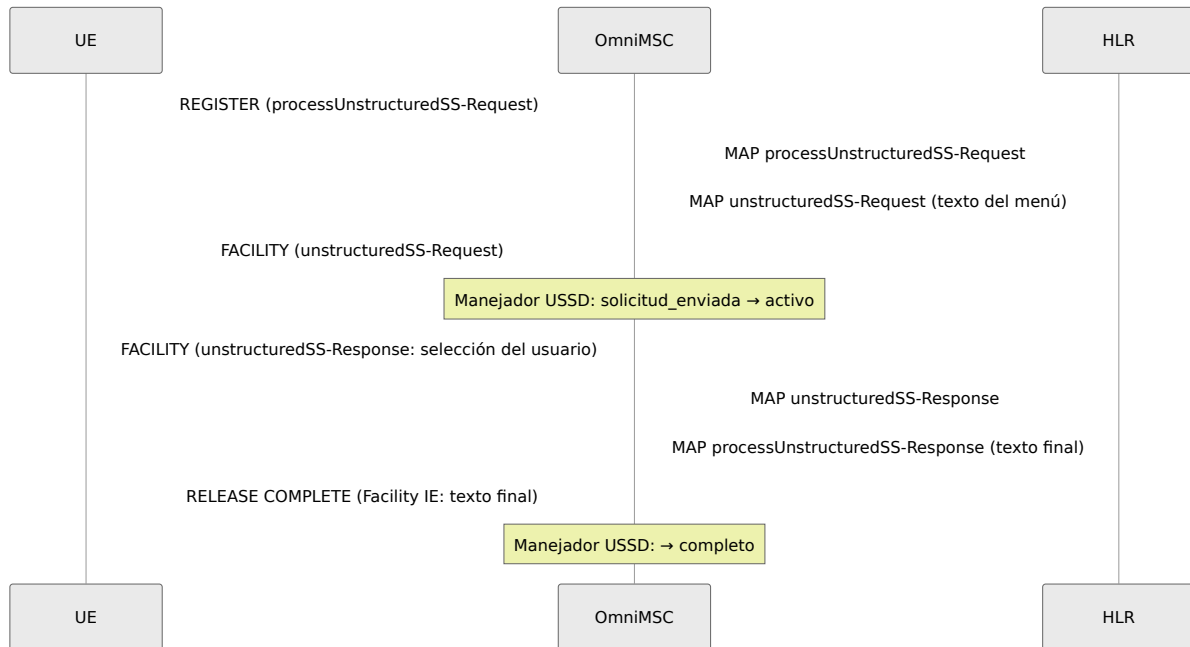 UE
OmniMSC
HLR
REGISTER (processUnstructuredSS-Request)
MAP processUnstructuredSS-Request
MAP unstructuredSS-Request (texto del menú)
FACILITY (unstructuredSS-Request)
Manejador USSD: solicitud_enviada → activo
FACILITY (unstructuredSS-Response: selección del usuario)
MAP unstructuredSS-Response
MAP processUnstructuredSS-Response (texto final)
RELEASE COMPLETE (Facility IE: texto final)
Manejador USSD: → completo
UE
OmniMSC
HLR